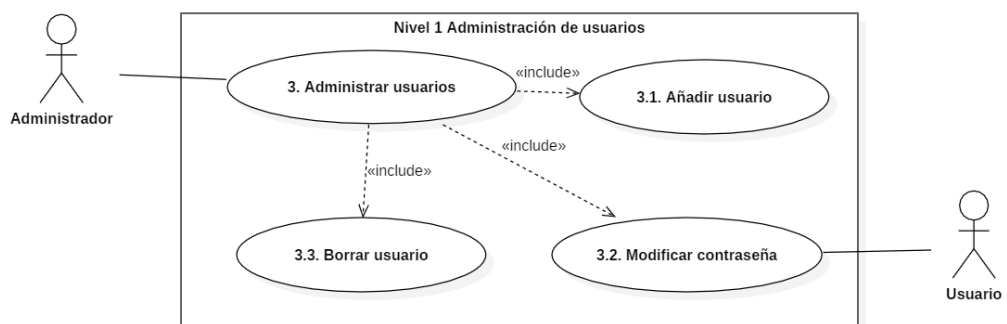 Nivel 1 Administración de usuarios
3. Administrar usuarios
«include»
3.1. Añadir usuario
Administrador
«include»
«include»
3.3. Borrar usuario
3.2. Modificar contraseña
Usuario